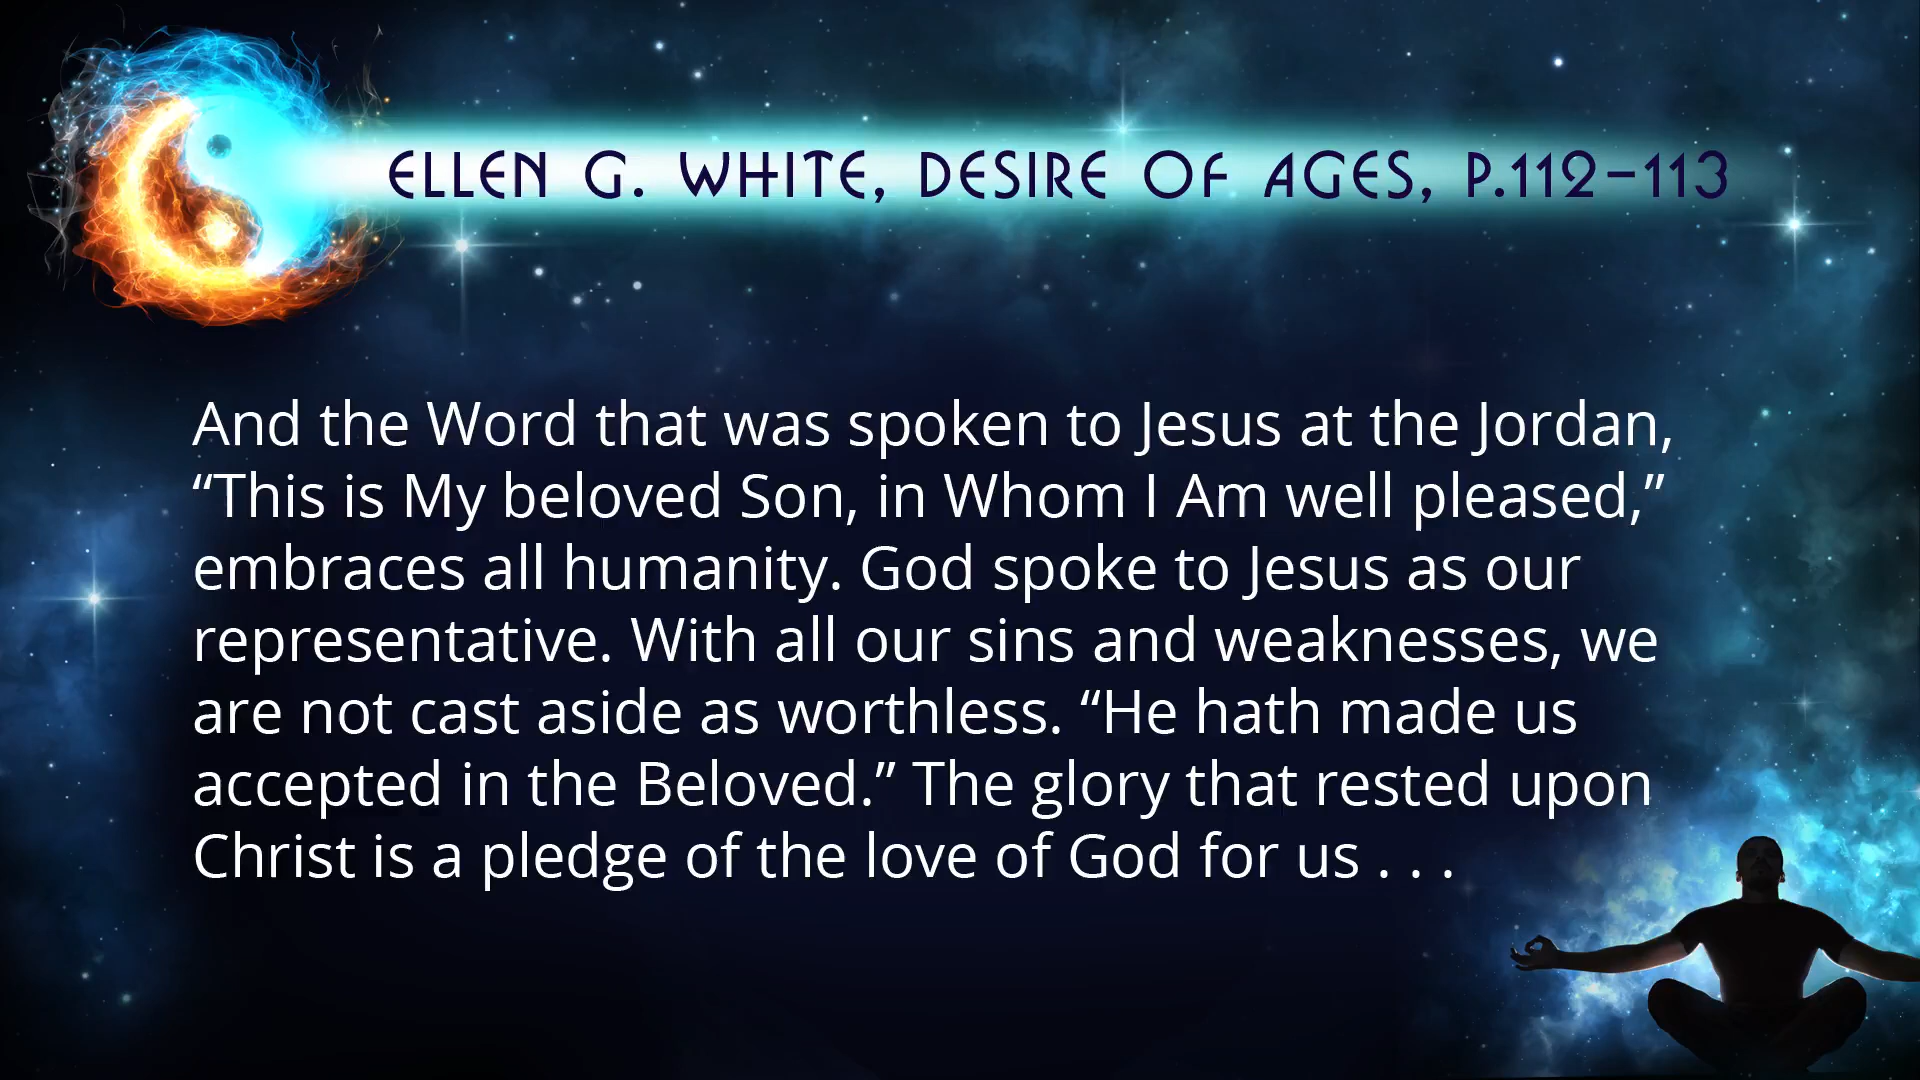 ELLEN G. WHITE, DESIRE OF AGES, P.112–113
And the Word that was spoken to Jesus at the Jordan,
“This is My beloved Son, in Whom I Am well pleased,”
embraces all humanity. God spoke to Jesus as our
representative. With all our sins and weaknesses, we
are not cast aside as worthless. “He hath made us
accepted in the Beloved.” The glory that rested upon
Christ is a pledge of the love of God for us . . .